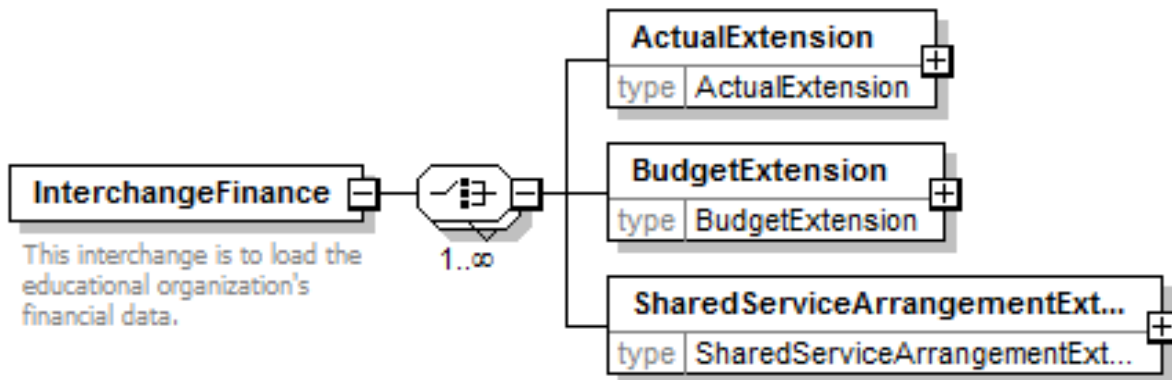 ActualExtension
type ActualExtension
InterchangeFinance
This interchange is to load the
educational organization's
financial data.
1..∞
BudgetExtension
type BudgetExtension
SharedServiceArrangementExt...
type SharedServiceArrangementExt...